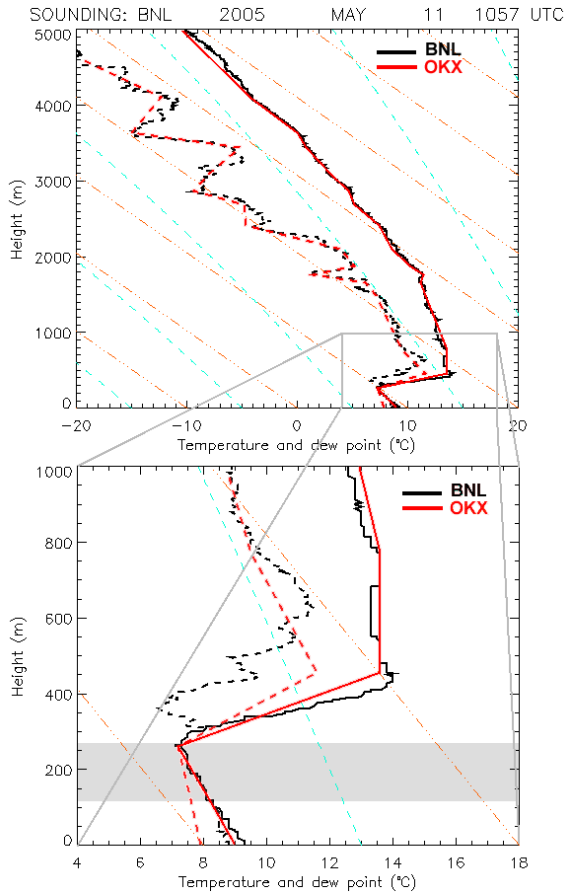 SOUNDING: BNL 2005 MAY 11 1057 UTC
5000
4000
3000
2000
1000
0
Height (m)
BNL
OKX
−20 −10 0 10 20
Temperature and dew point (°C)
1000
800
600
400
200
0
Height (m)
BNL
OKX
4 6 8 10 12 14 16 18
Temperature and dew point (°C)